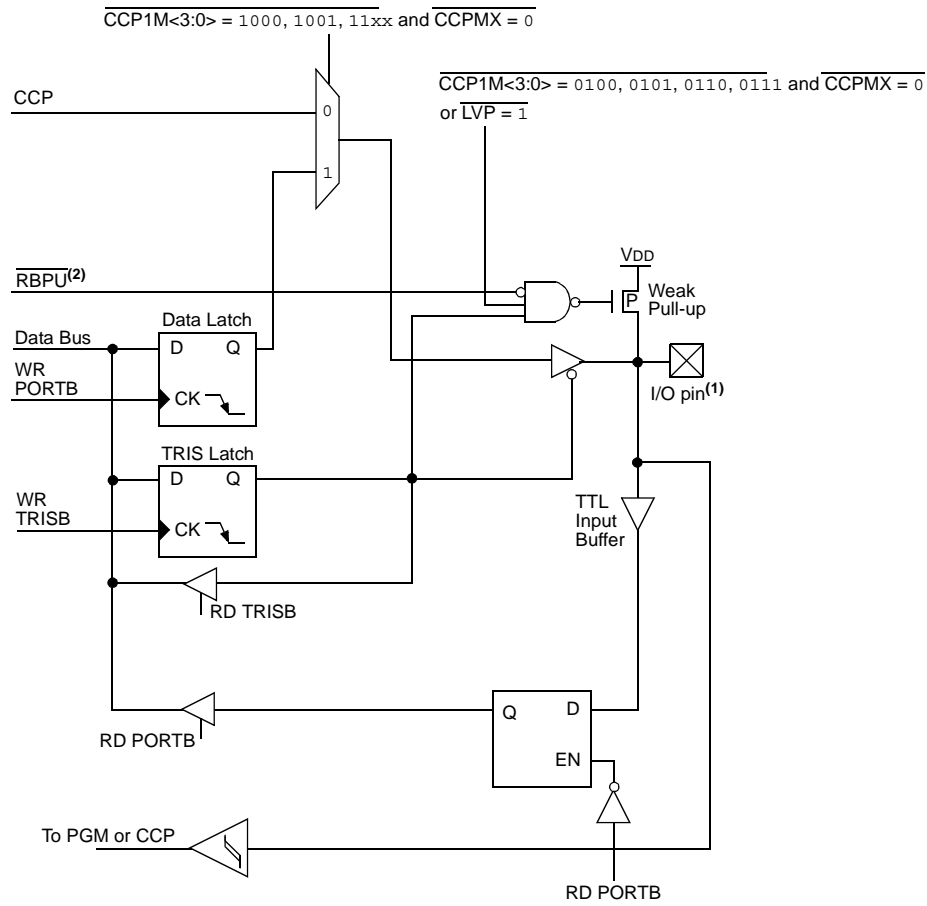 CCP1M<3:0> = 1000, 1001, 11xx and CCPMX = 0
CCP1M<3:0> = 0100, 0101, 0110, 0111 and CCPMX = 0
or LVP = 1
CCP
0
1
RBPU(2)
VDD
P
Weak
Pull-up
Data Latch
Data Bus
D
Q
WR
PORTB
CK
I/O pin(1)
TRIS Latch
D
Q
WR
TRISB
CK
TTL
Input
Buffer
RD TRISB
Q
D
EN
RD PORTB
To PGM or CCP
RD PORTB